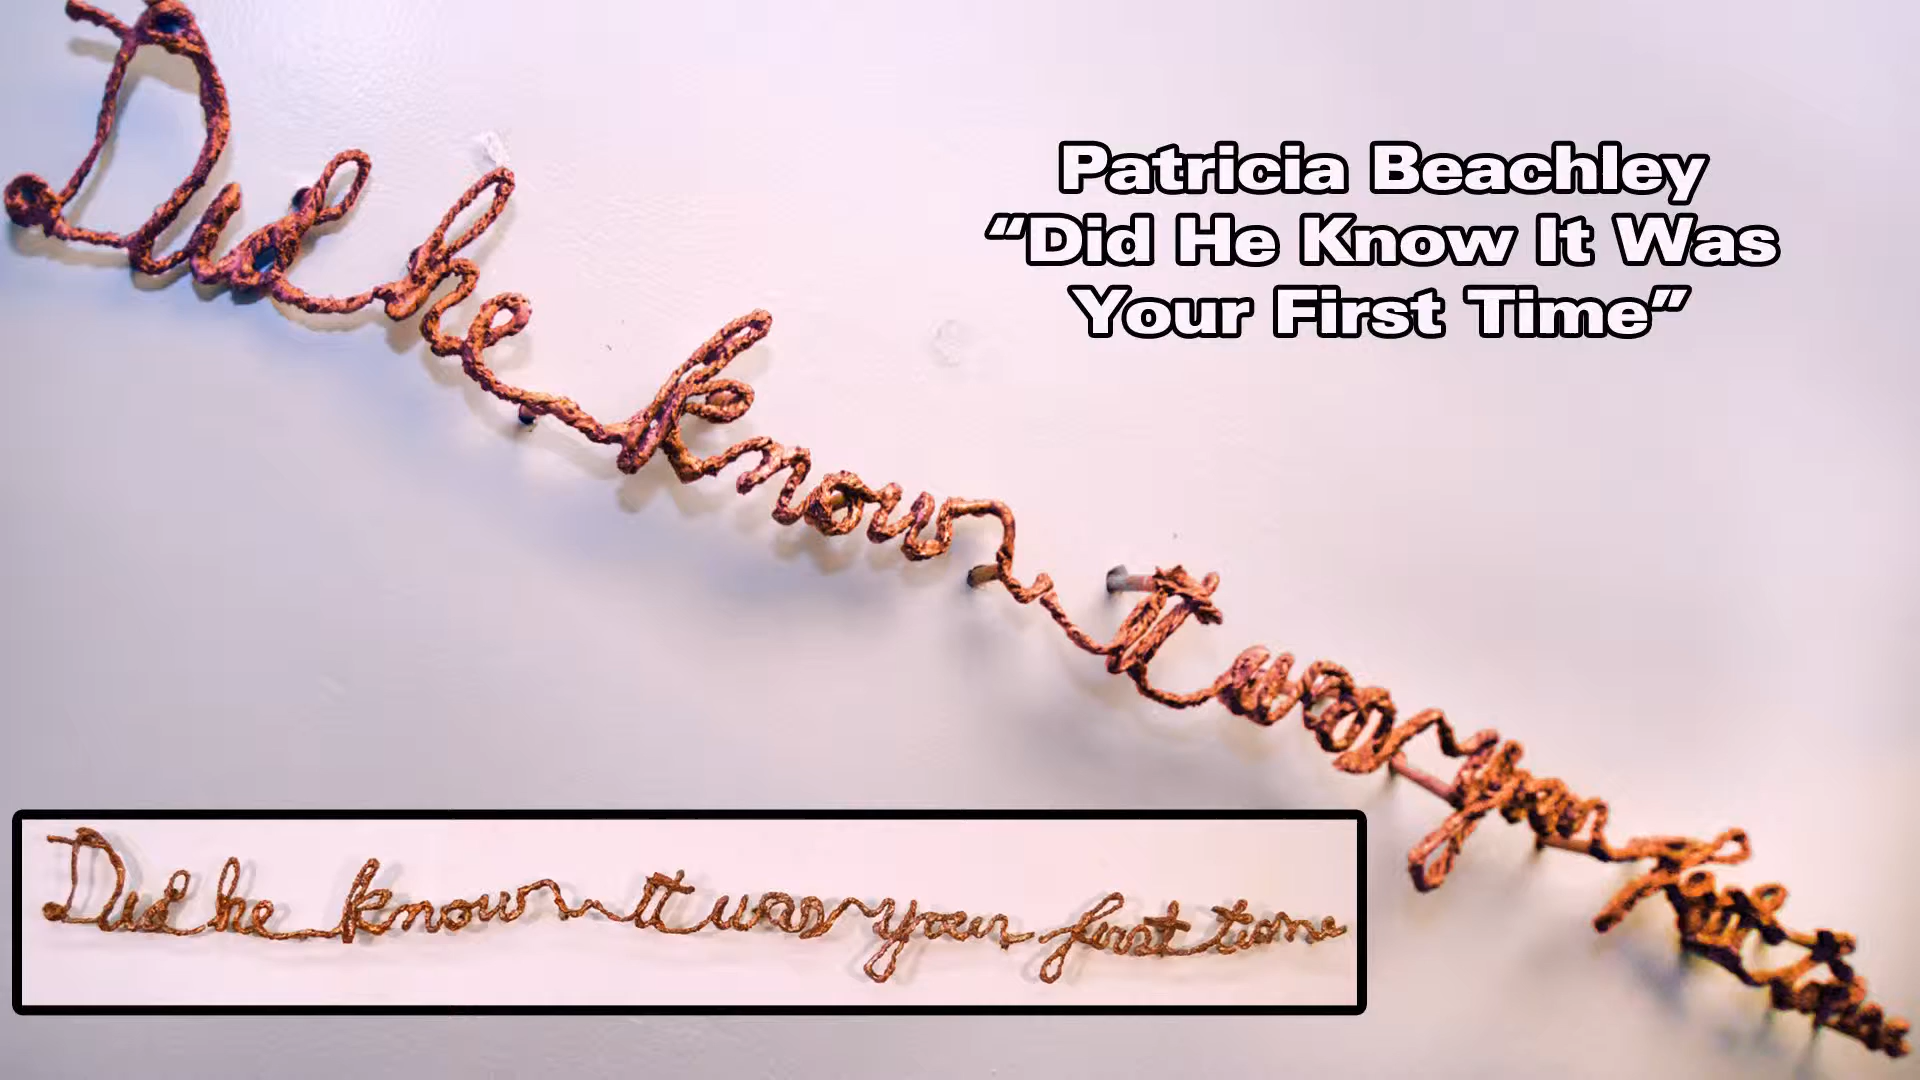 Patricia Beachley
“Did He Know It Was
Your First Time”
Did he know it was your first time
Did he know it was your first time